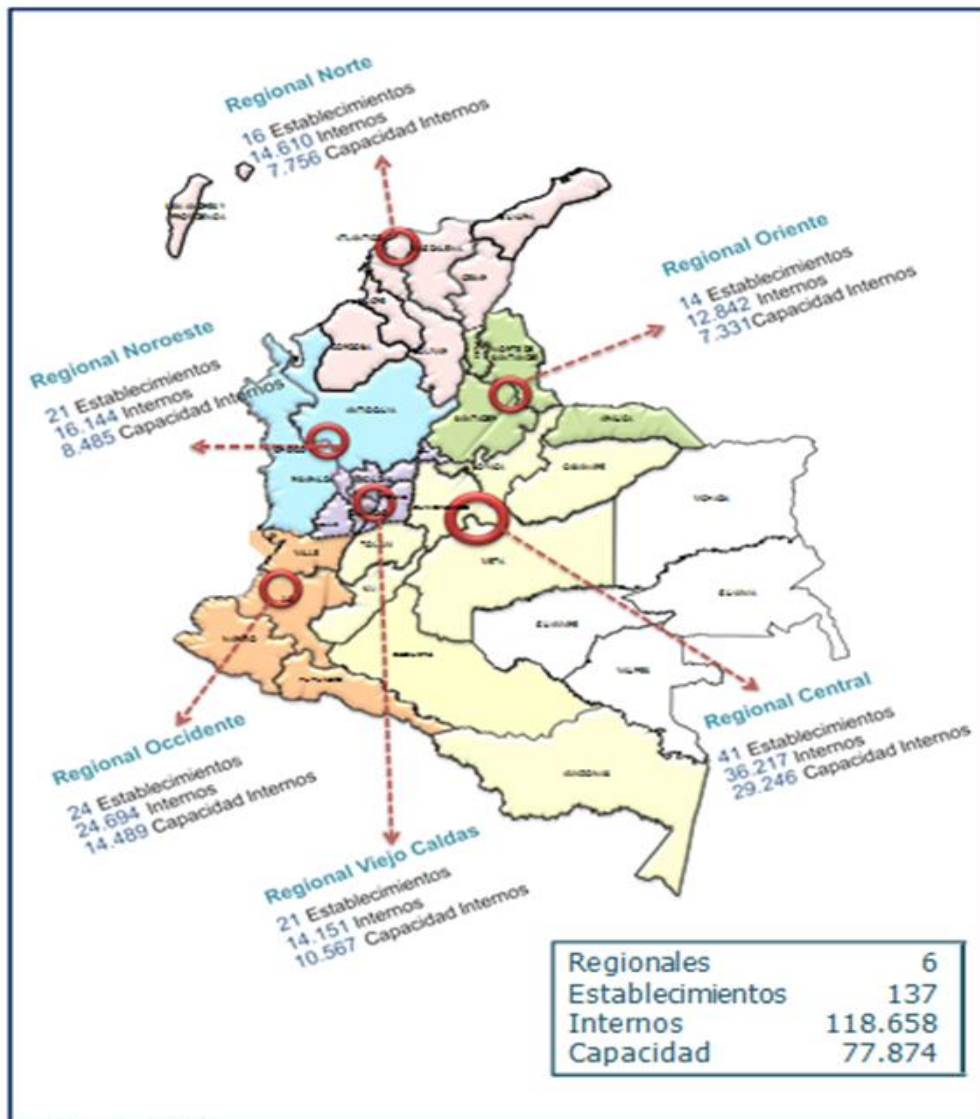 Regional Norte
16 Establecimientos
14.610 Internos
7.756 Capacidad Internos
Regional Oriente
14 Establecimientos
12.842 Internos
7.331Capacidad Internos
Regional Noroeste
21 Establecimientos
16.144 Internos
8.485 Capacidad Internos
ANTIOQUIA
CORDOBA
META
VALLE
Regional Central
41 Establecimientos
36.217 Internos
29.246 Capacidad Internos
Regional Occidente
24 Establecimientos
24.694 Internos
14.489 Capacidad Internos
Regional Viejo Caldas
21 Establecimientos
14.151 Internos
10.567 Capacidad Internos
Regionales 6
Establecimientos 137
Internos 118.658
Capacidad 77.874